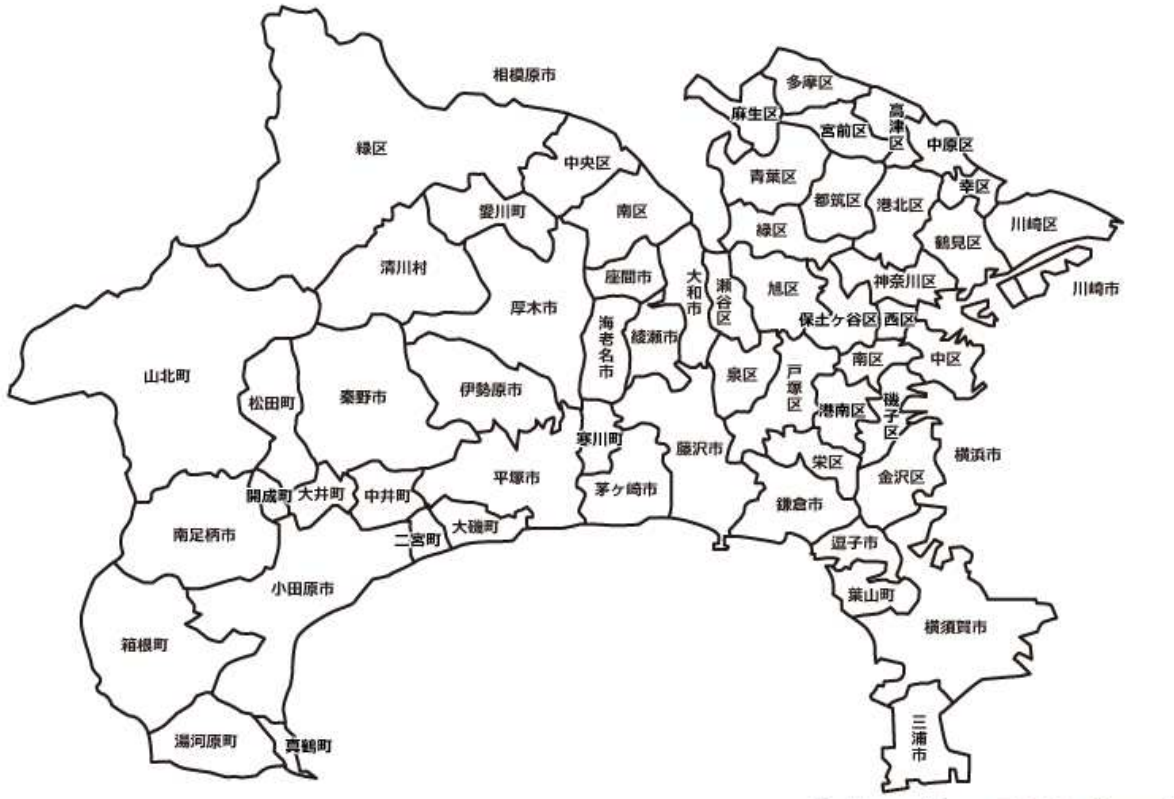 相模原市
多摩区
麻生区
高津区
宮前区
中原区
緑区
中央区
青葉区
都筑区
港北区
幸区
愛川町
南区
緑区
鶴見区
川崎区
清川村
座間市
大和市
瀬谷区
旭区
神奈川区
川崎市
厚木市
海老名市
綾瀬市
保土ヶ谷区
西区
南区
中区
山北町
松田町
秦野市
伊勢原市
泉区
戸塚区
港南区
磯子区
寒川町
藤沢市
横浜市
栄区
金沢区
開成町
大井町
中井町
平塚市
茅ヶ崎市
鎌倉市
南足柄市
二宮町
大磯町
逗子市
小田原市
葉山町
箱根町
横須賀市
湯河原町
真鶴町
三浦市